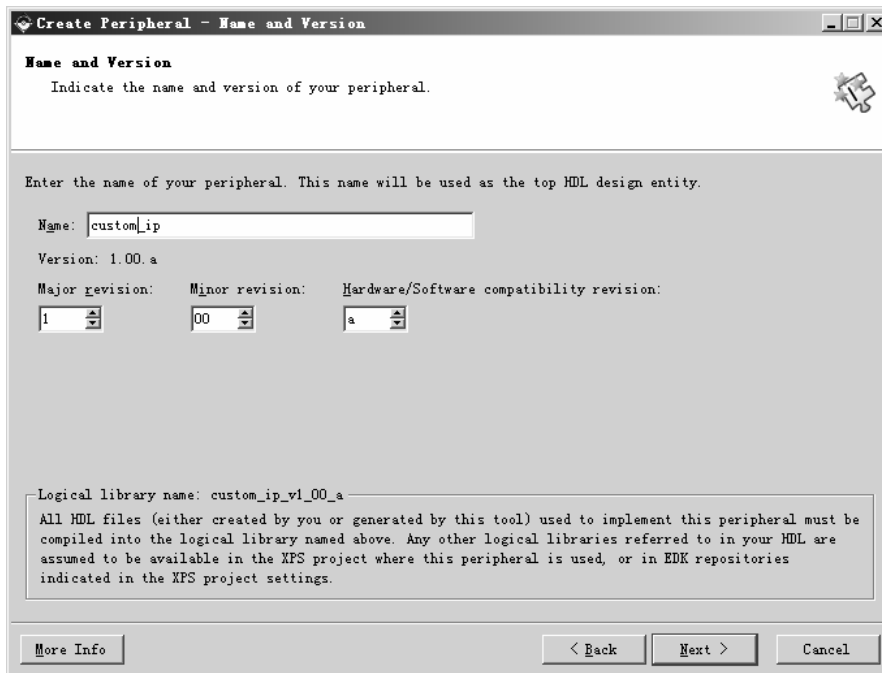 Create Peripheral - Name and Version
Name and Version
Indicate the name and version of your peripheral.
Enter the name of your peripheral. This name will be used as the top HDL design entity.
Name: custom_ip
Version: 1.00.a
Major revision: Minor revision: Hardware/Software compatibility revision:
1 00 a
Logical library name: custom_ip_v1_00_a
All HDL files (either created by you or generated by this tool) used to implement this peripheral must be
compiled into the logical library named above. Any other logical libraries referred to in your HDL are
assumed to be available in the XPS project where this peripheral is used, or in EDK repositories
indicated in the XPS project settings.
More Info < Back Next > Cancel